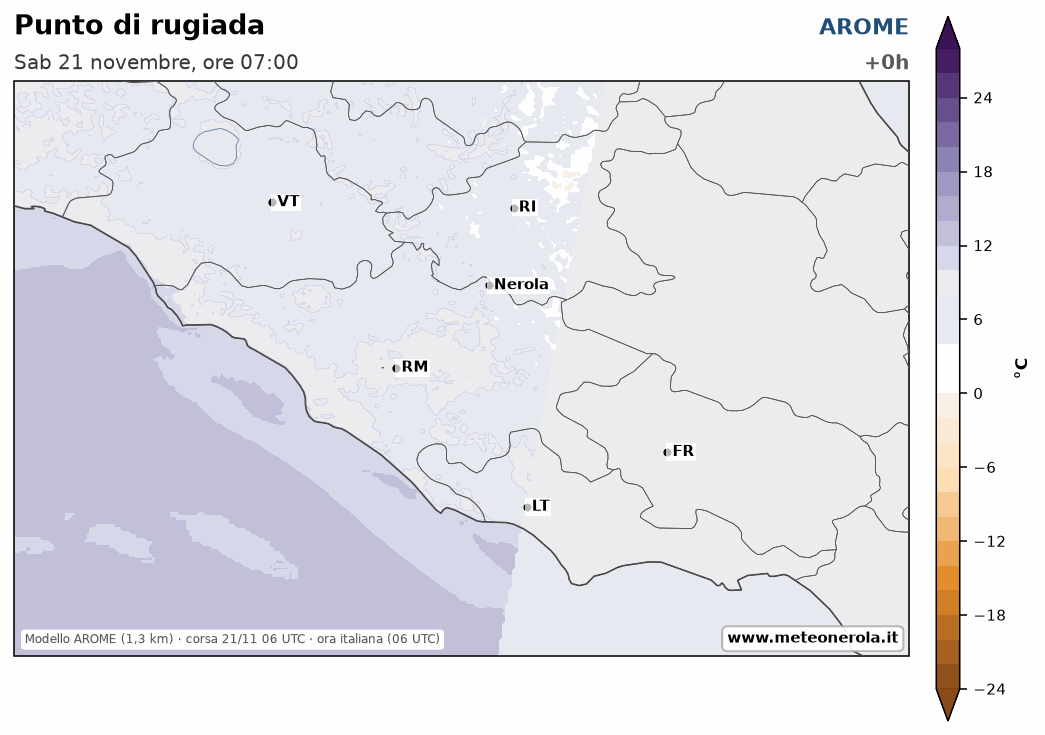 Punto di rugiada
AROME
Sab 21 novembre, ore 07:00
+0h
VT
RI
Nerola
RM
FR
LT
24
18
12
6
0
−6
−12
−18
−24
°C
Modello AROME (1,3 km) · corsa 21/11 06 UTC · ora italiana (06 UTC)
www.meteonerola.it